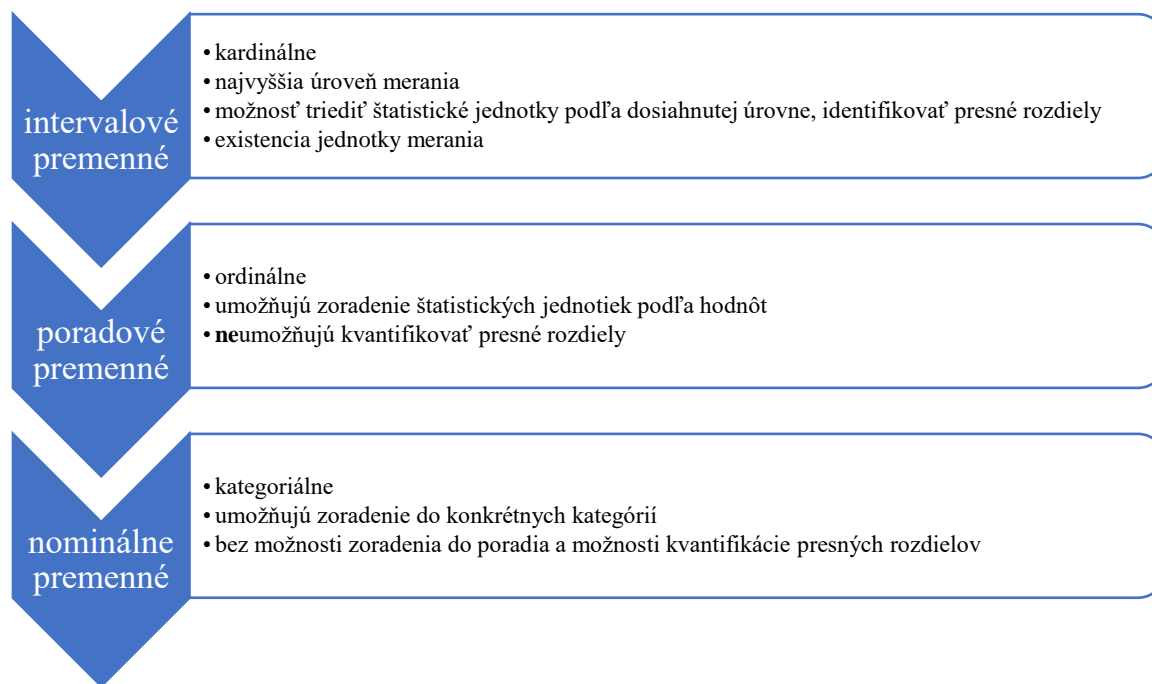 intervalové
premenné
• kardinálne
• najvyššia úroveň merania
• možnosť triediť štatistické jednotky podľa dosiahnutej úrovne, identifikovať presné rozdiely
• existencia jednotky merania
poradové
premenné
• ordinálne
• umožňujú zoradenie štatistických jednotiek podľa hodnôt
• neumožňujú kvantifikovať presné rozdiely
nominálne
premenné
• kategoriálne
• umožňujú zoradenie do konkrétnych kategórií
• bez možnosti zoradenia do poradia a možnosti kvantifikácie presných rozdielov